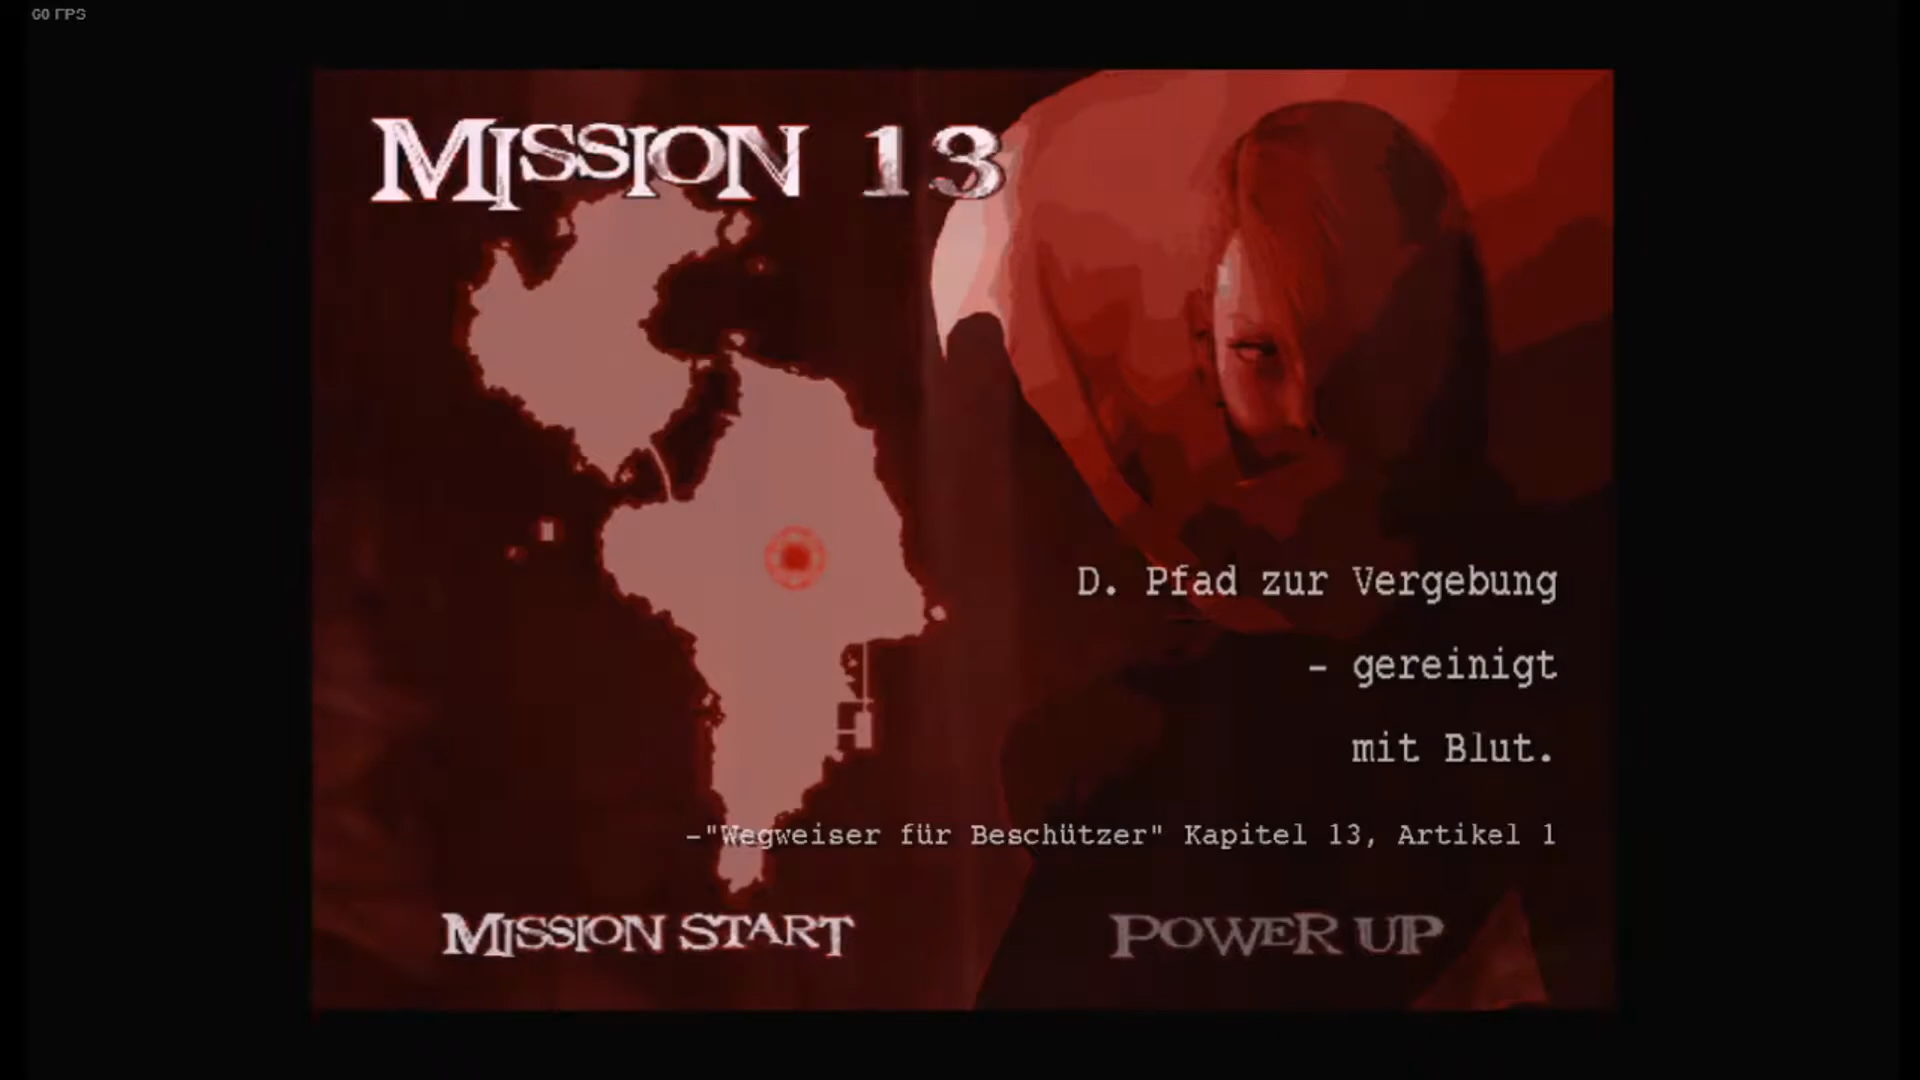 60 FPS
MISSION 13
D. Pfad zur Vergebung
- gereinigt
mit Blut.
-"Wegweiser für Beschützer" Kapitel 13, Artikel 1
MISSION START
POWER UP